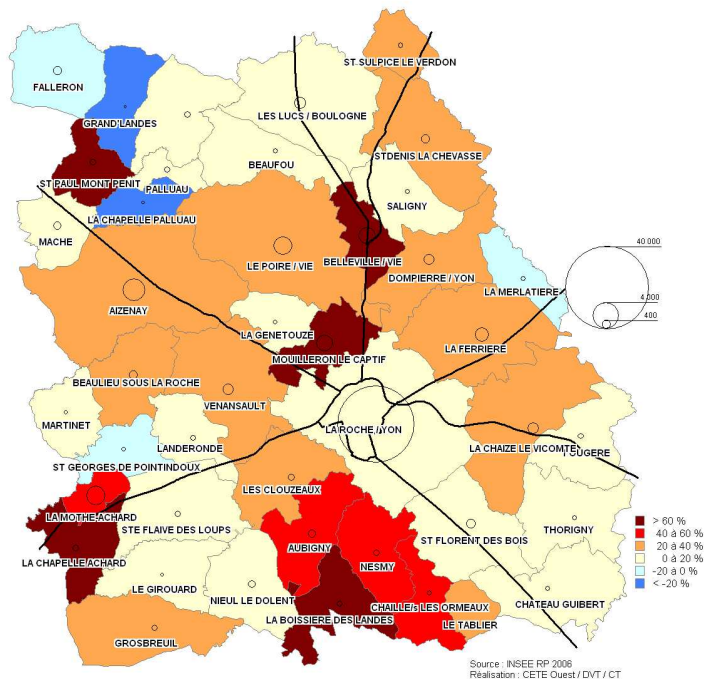 ST SULPICE LE VERDON
FALLERON
GRAND'LANDES
LES LUCS / BOULOGNE
ST DENIS LA CHEVASSE
BEAUFOU
ST PAUL MONT PENIT
PALLUAU
SALIGNY
LA CHAPELLE PALLUAU
MACHE
40 000
BELLEVILLE / VIE
LE POIRE / VIE
DOMPIERRE / YON
LA MERLATIERE
4 000
AIZENAY
400
LA GENETOUZE
LA FERRIERE
MOUILLERON LE CAPTIF
BEAULIEU SOUS LA ROCHE
VENANSAULT
MARTINET
LA ROCHE / YON
LANDERONDE
LA CHAIZE LE VICOMTE
FOUGERE
ST GEORGES DE POINTINDOUX
LES CLOUZEAUX
LA MOTHE ACHARD
> 60 %
STE FLAIVE DES LOUPS
THORIGNY
40 à 60 %
AUBIGNY
ST FLORENT DES BOIS
20 à 40 %
LA CHAPELLE ACHARD
NESMY
0 à 20 %
-20 à 0 %
LE GIROUARD
CHATEAU GUIBERT
< -20 %
NIEUL LE DOLENT
CHAILLE/s LES ORMEAUX
LA BOISSIERE DES LANDES
LE TABLIER
GROSBREUIL
Source : INSEE RP 2006
Réalisation : CETE Ouest / DVT / CT